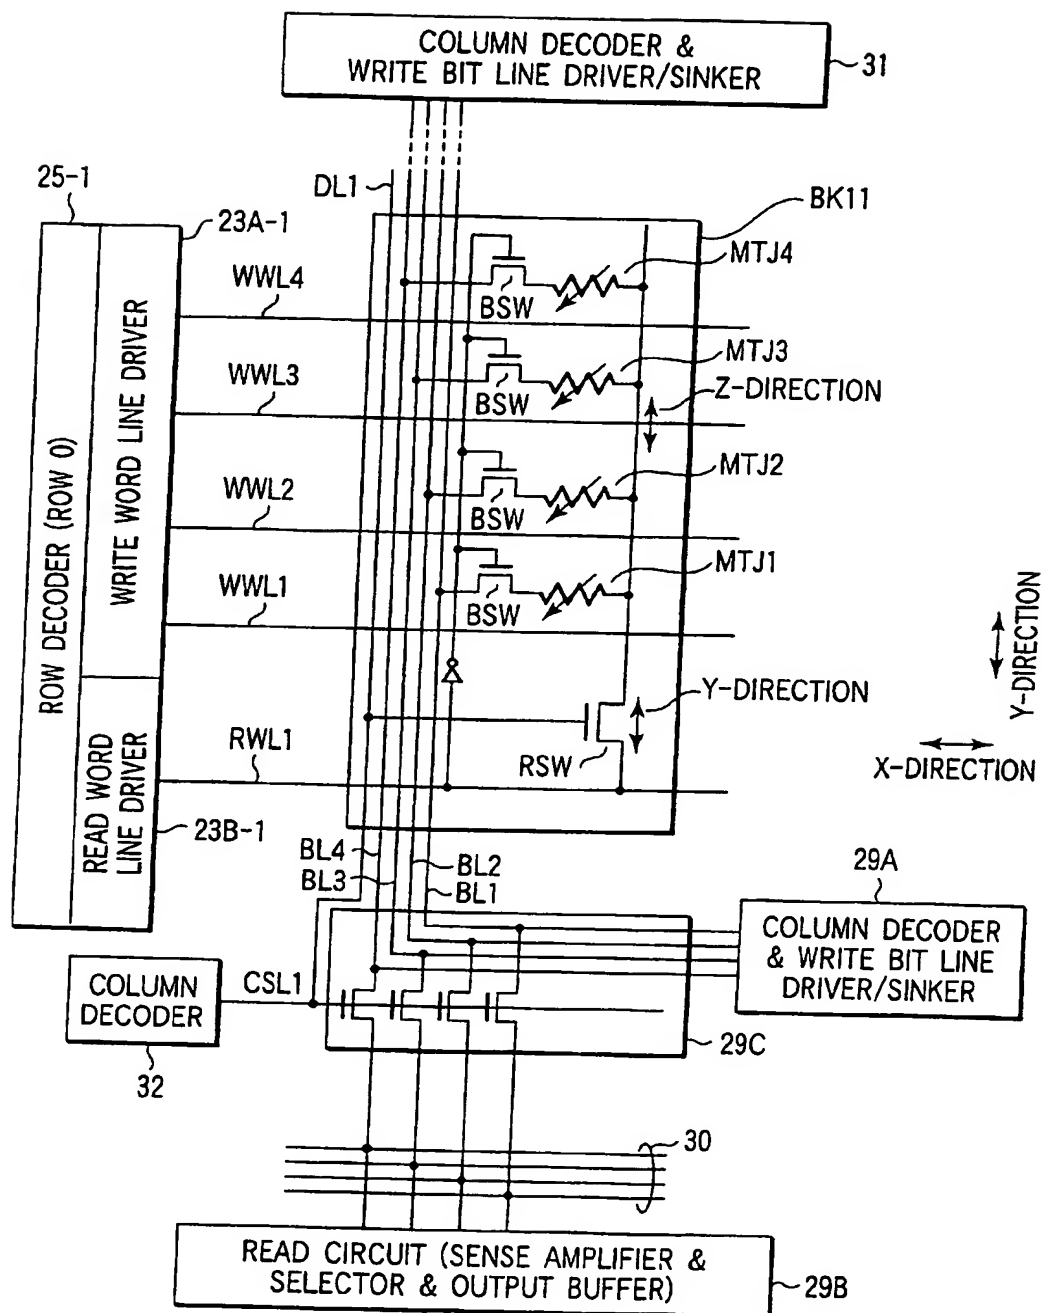 COLUMN DECODER &
WRITE BIT LINE DRIVER/SINKER
31
25-1
DL1
BK11
23A-1
MTJ4
WWL4
BSW
MTJ3
WWL3
BSW
Z-DIRECTION
MTJ2
WWL2
BSW
MTJ1
WWL1
BSW
ROW DECODER (ROW 0)
WRITE WORD LINE DRIVER
READ WORD
LINE DRIVER
Y-DIRECTION
Y-DIRECTION
X-DIRECTION
RSW
RWL1
23B-1
BL4
BL3
BL2
BL1
29A
COLUMN DECODER
& WRITE BIT LINE
DRIVER/SINKER
COLUMN
DECODER
CSL1
32
29C
30
READ CIRCUIT (SENSE AMPLIFIER &
SELECTOR & OUTPUT BUFFER)
29B